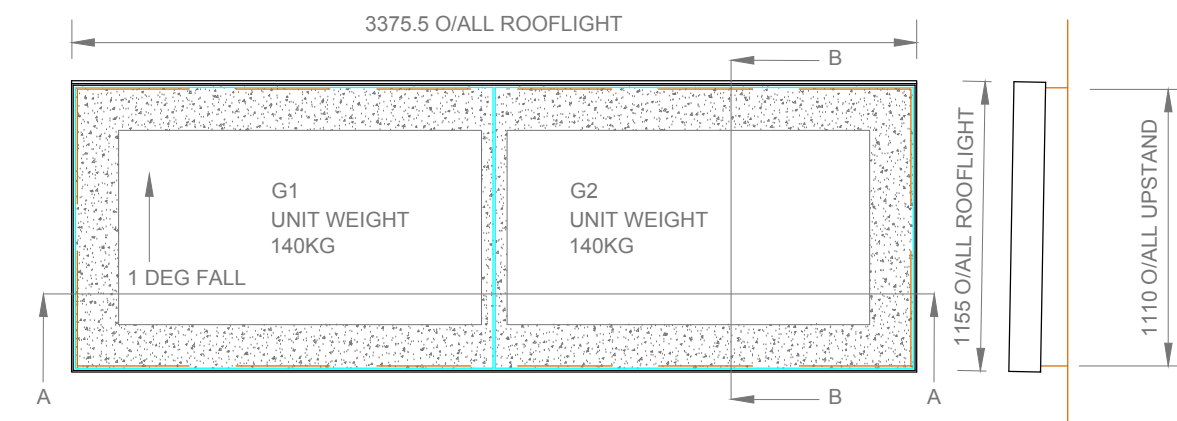 3375.5 O/ALL ROOFLIGHT
B
G1
UNIT WEIGHT
140KG
G2
UNIT WEIGHT
140KG
1 DEG FALL
A
B
A
1155 O/ALL ROOFLIGHT
1110 O/ALL UPSTAND